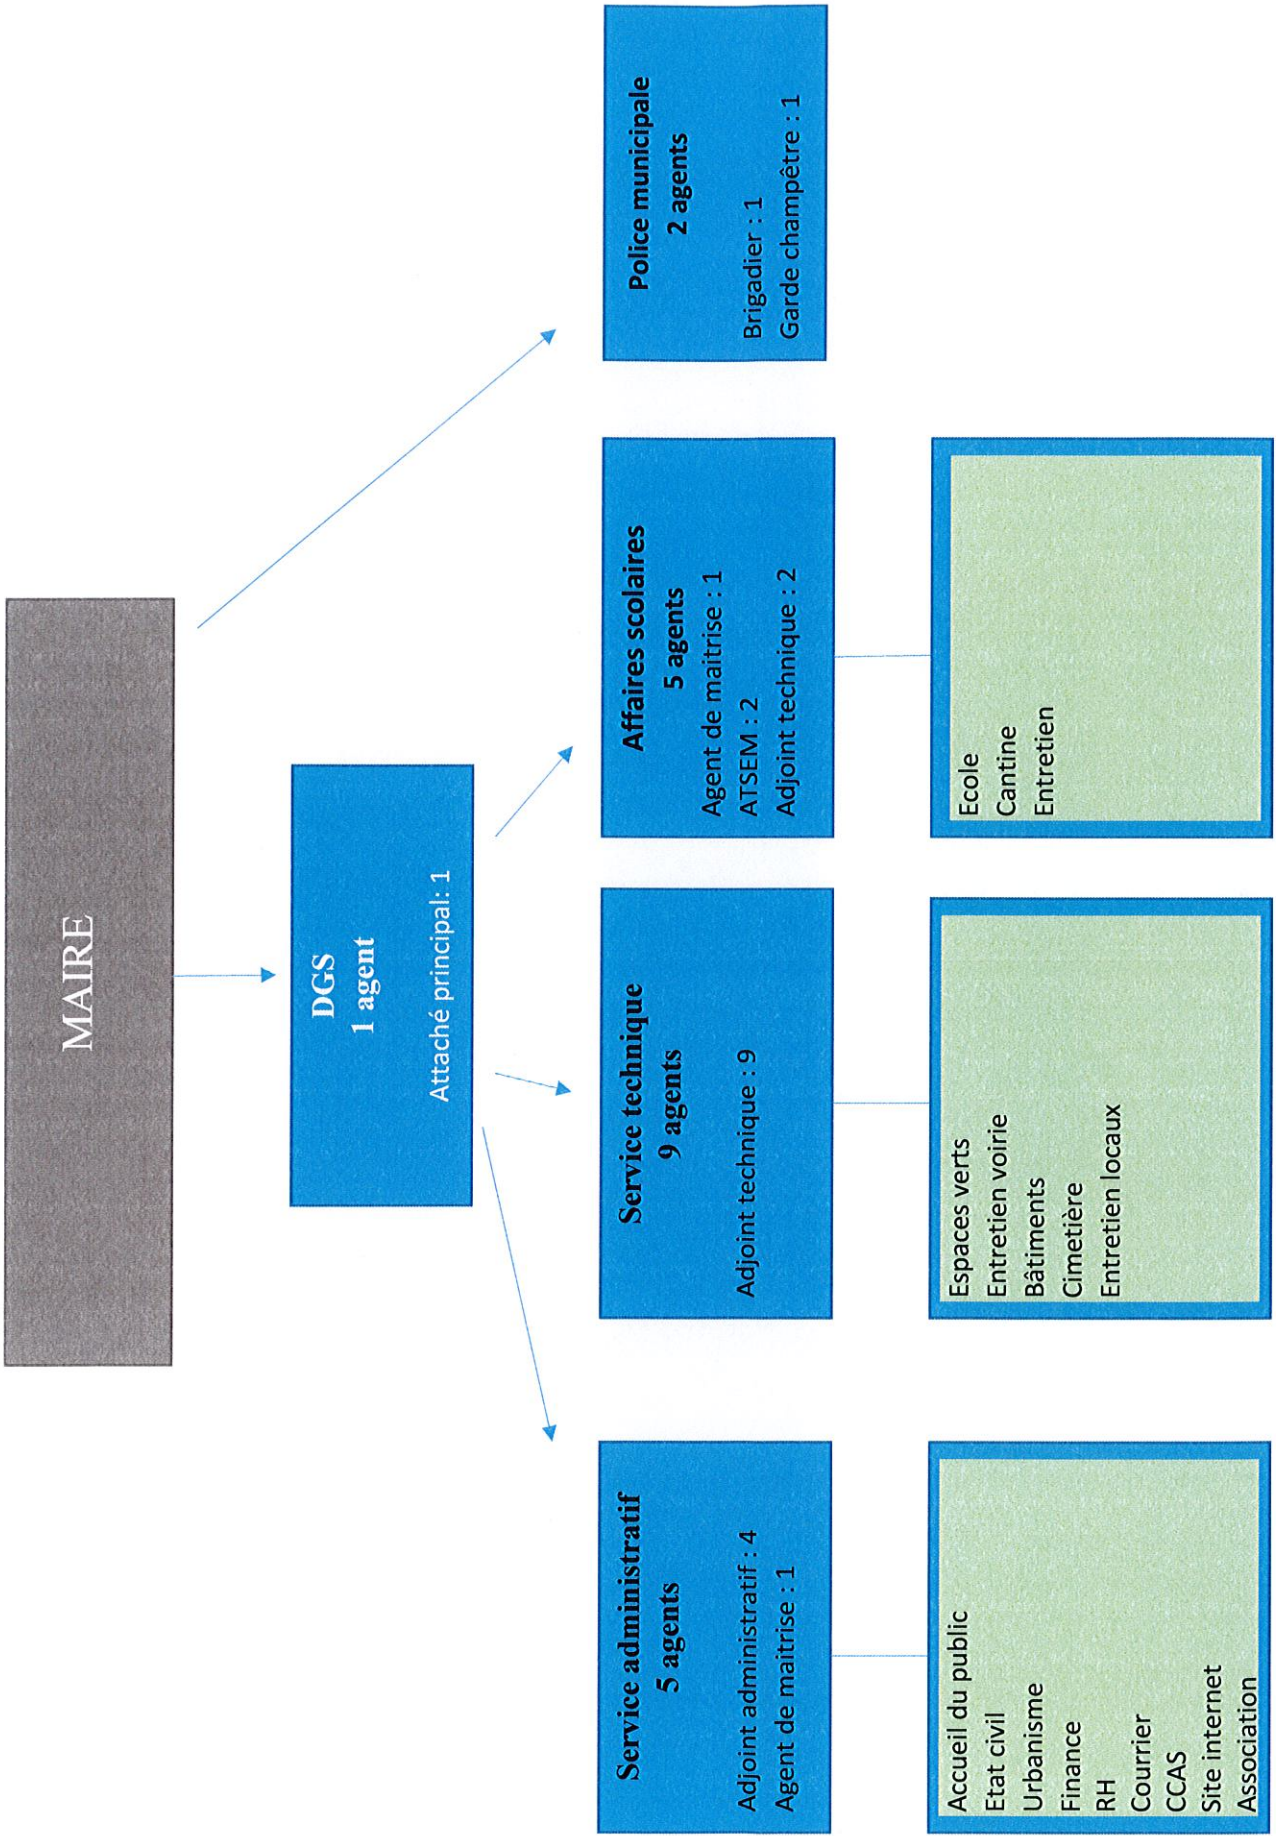 MAIRE
DGS
1 agent
Attaché principal: 1
Service administratif
5 agents
Adjoint administratif : 4
Agent de maitrise : 1
Service technique
9 agents
Adjoint technique : 9
Affaires scolaires
5 agents
Agent de maitrise : 1
ATSEM : 2
Adjoint technique : 2
Police municipale
2 agents
Brigadier : 1
Garde champêtre : 1
Accueil du public
Etat civil
Urbanisme
Finance
RH
Courrier
CCAS
Site internet
Association
Espaces verts
Entretien voirie
Bâtiments
Cimetière
Entretien locaux
Ecole
Cantine
Entretien